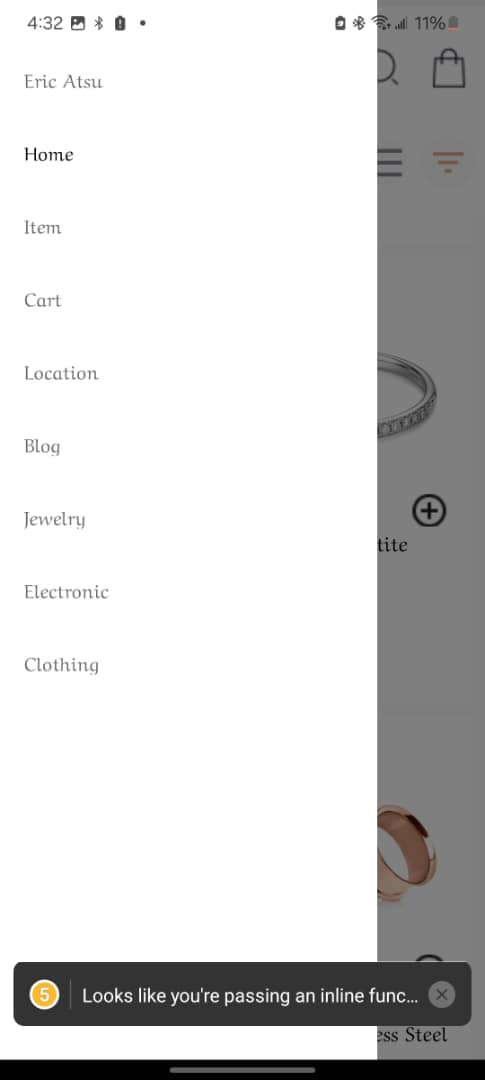 4:32
11%
Eric Atsu
Home
Item
Cart
Location
Blog
Jewelry
tite
Electronic
Clothing
5
Looks like you're passing an inline func...
ess Steel